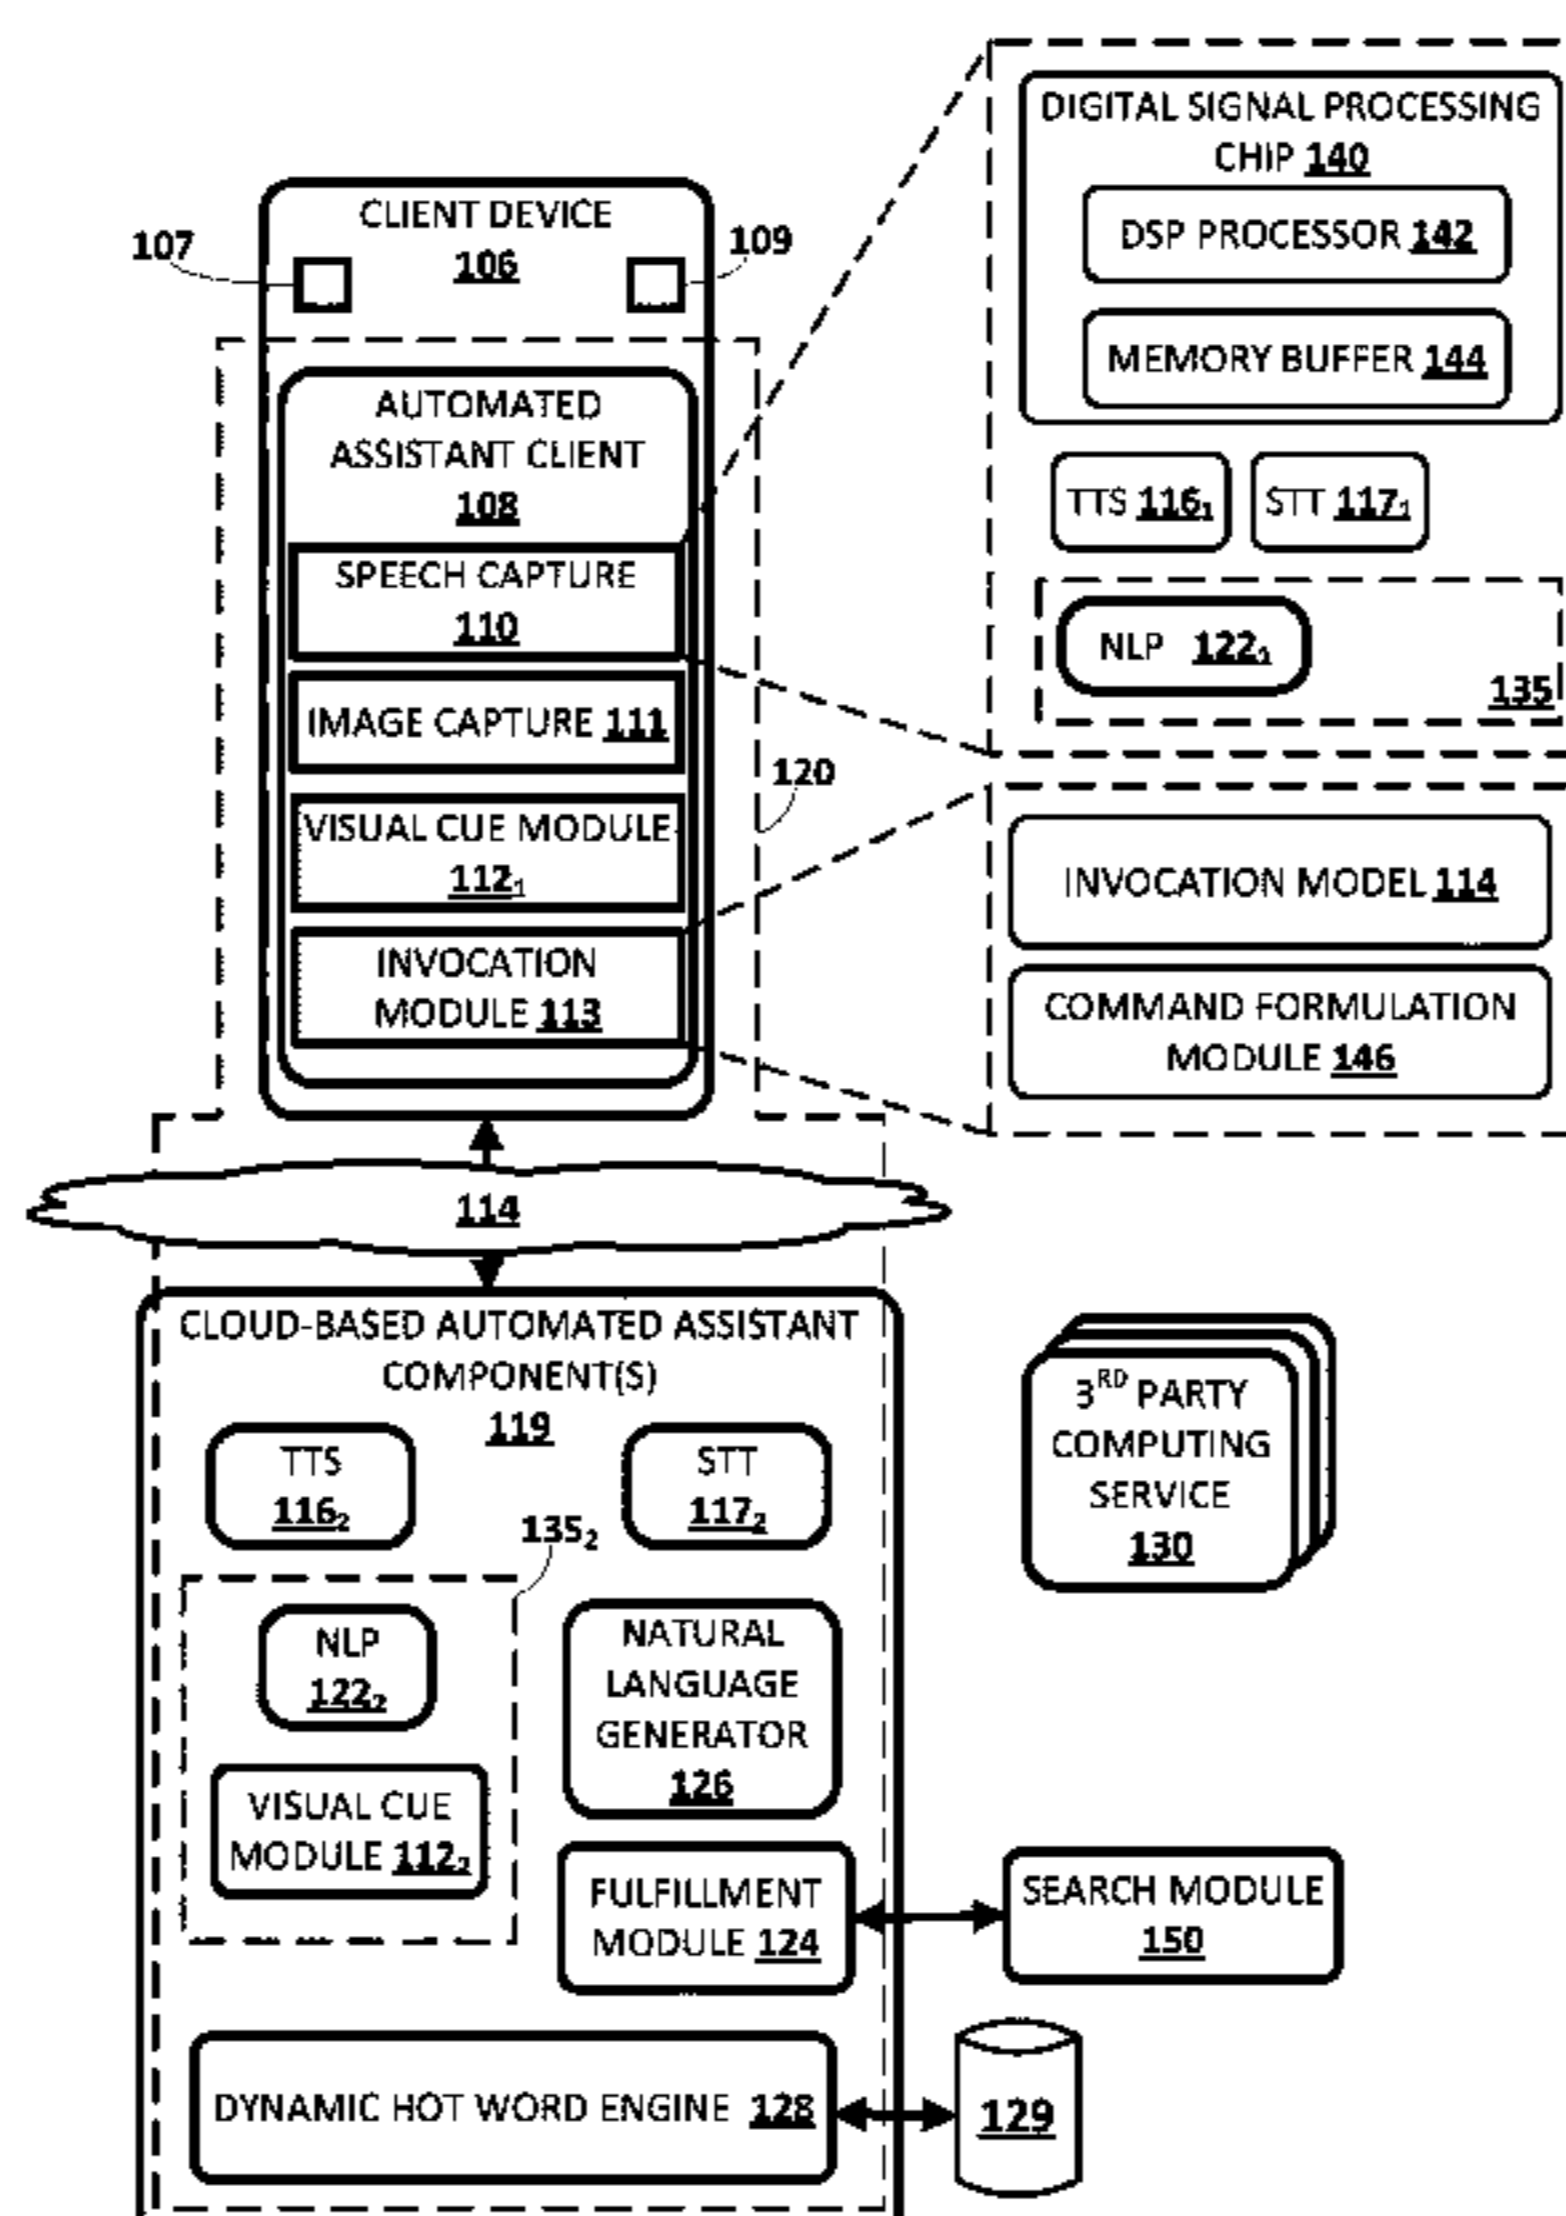 CLIENT DEVICE
106
107
109
AUTOMATED
ASSISTANT CLIENT
108
SPEECH CAPTURE
110
IMAGE CAPTURE 111
VISUAL CUE MODULE
112₁
INVOCATION
MODULE 113
120
DIGITAL SIGNAL PROCESSING
CHIP 140
DSP PROCESSOR 142
MEMORY BUFFER 144
TTS 116₁
STT 117₁
NLP 122₁
135
INVOCATION MODEL 114
COMMAND FORMULATION
MODULE 146
114
CLOUD-BASED AUTOMATED ASSISTANT
COMPONENT(S)
119
TTS
116₂
STT
117₂
135₂
NLP
122₂
VISUAL CUE
MODULE 112₂
NATURAL
LANGUAGE
GENERATOR
126
FULFILLMENT
MODULE 124
DYNAMIC HOT WORD ENGINE 128
3RD PARTY
COMPUTING
SERVICE
130
SEARCH MODULE
150
129